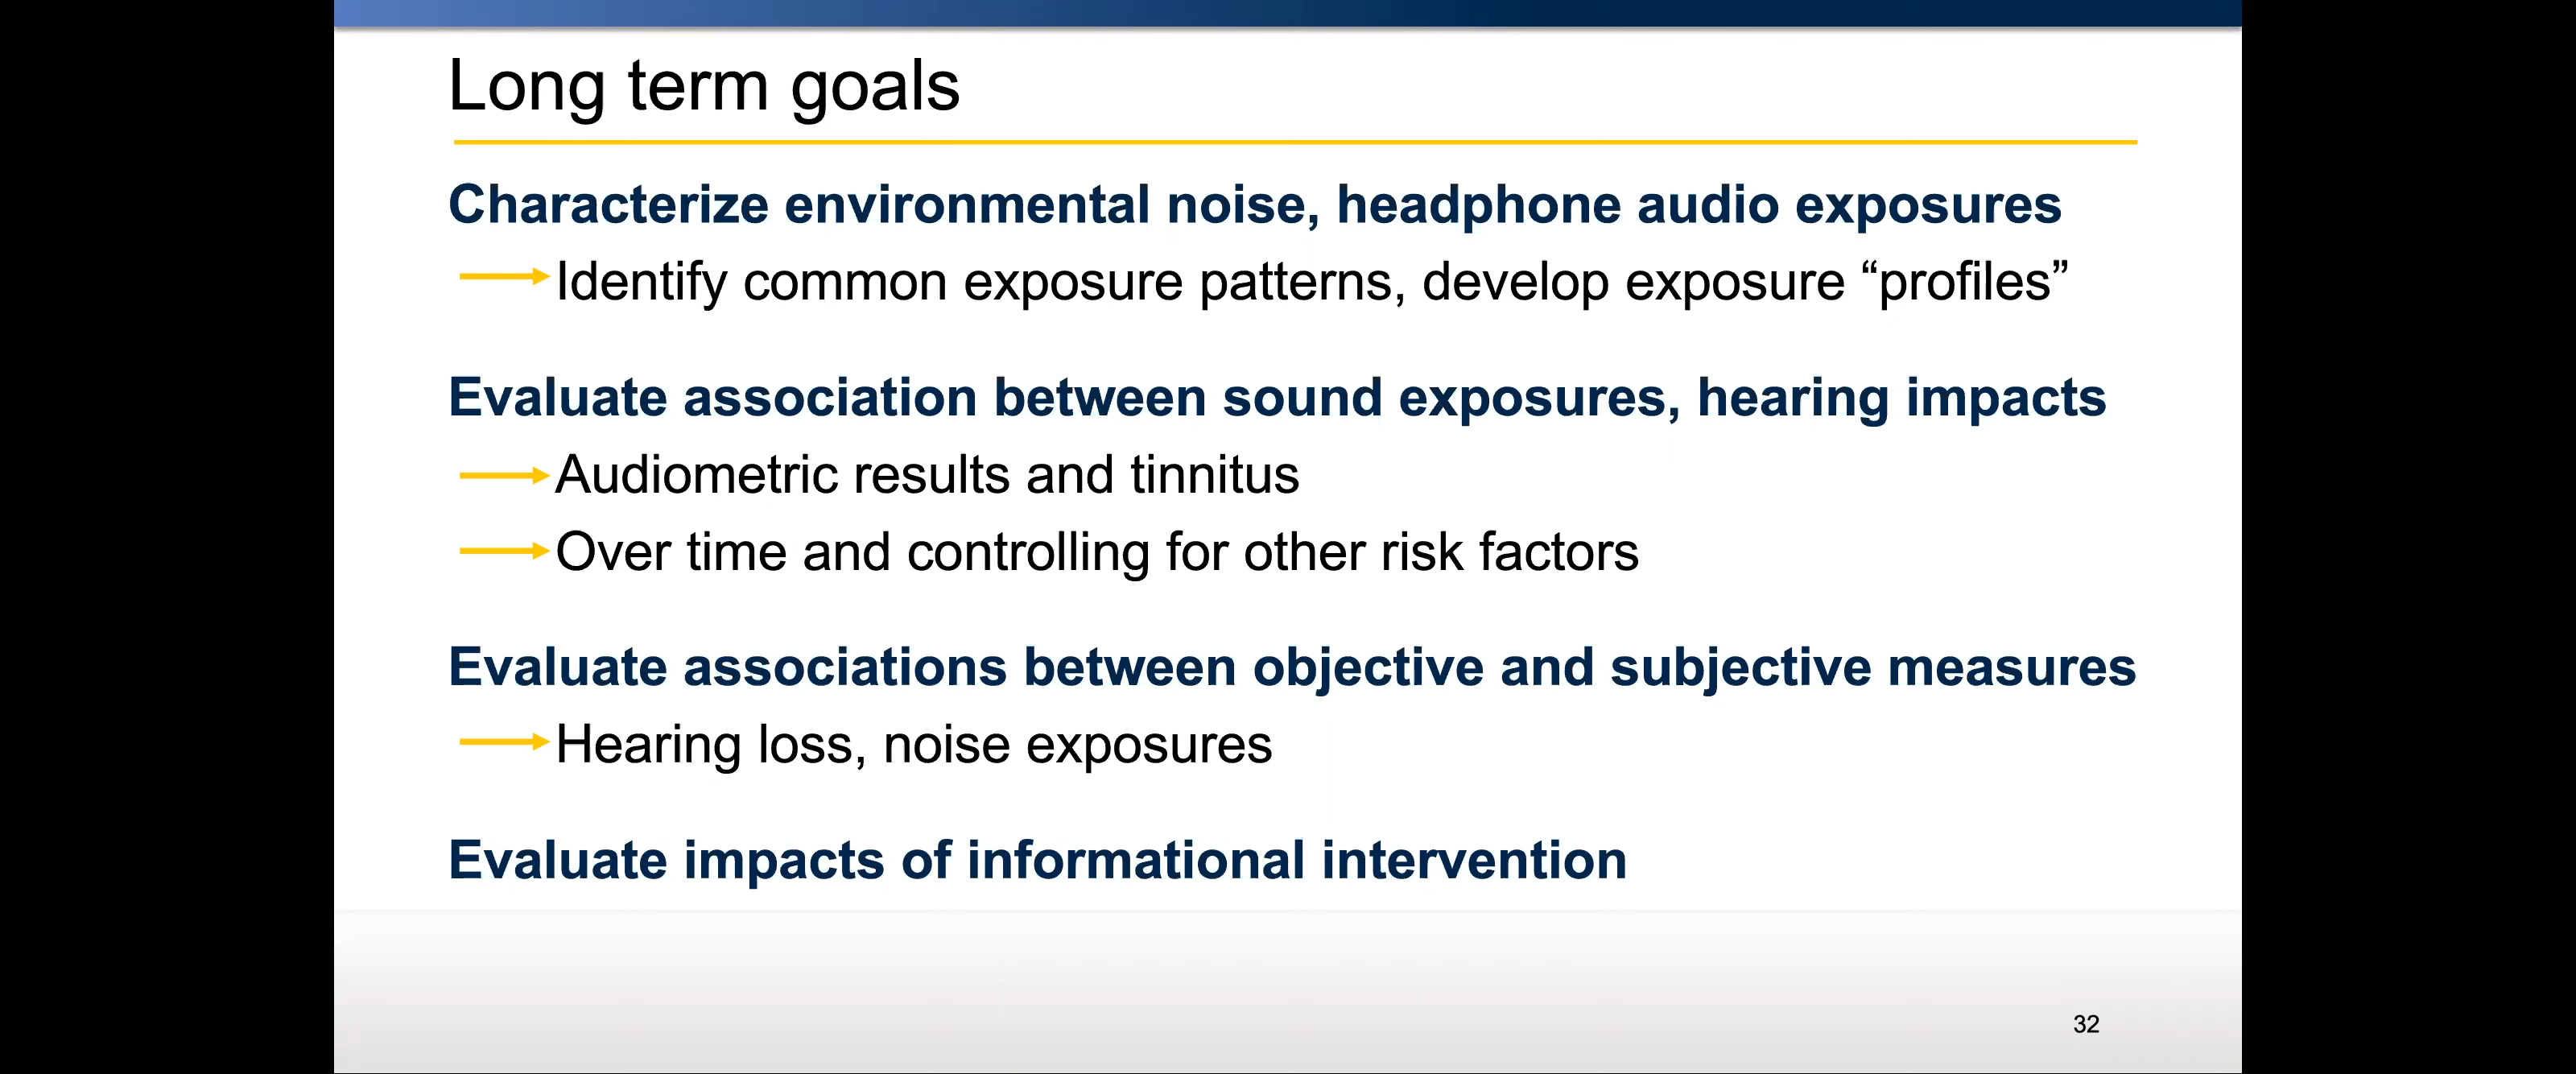 Long term goals
Characterize environmental noise, headphone audio exposures
Identify common exposure patterns, develop exposure “profiles”
Evaluate association between sound exposures, hearing impacts
Audiometric results and tinnitus
Over time and controlling for other risk factors
Evaluate associations between objective and subjective measures
Hearing loss, noise exposures
Evaluate impacts of informational intervention
32